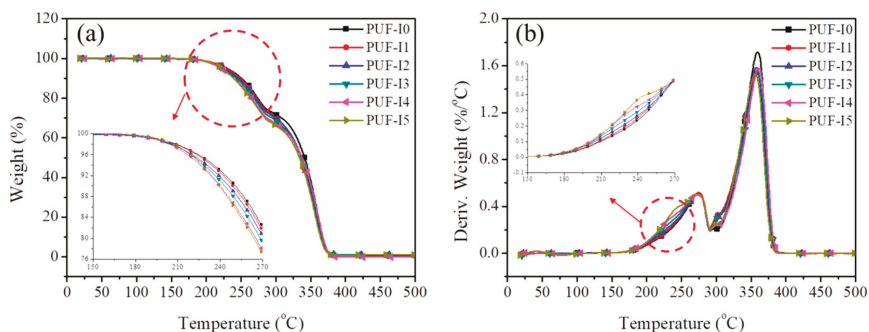 (a)
PUF-I0
PUF-I1
PUF-I2
PUF-I3
PUF-I4
PUF-I5
Weight (%)
120
100
80
60
40
20
0
100
96
92
88
84
80
76
150 180 210 240 270
0 50 100 150 200 250 300 350 400 450 500
Temperature (°C)
(b)
PUF-I0
PUF-I1
PUF-I2
PUF-I3
PUF-I4
PUF-I5
Deriv. Weight (%/°C)
2.0
1.6
1.2
0.8
0.4
0.0
0.6
0.5
0.4
0.3
0.2
0.1
0.0
150 180 210 240 270
0 50 100 150 200 250 300 350 400 450 500
Temperature (°C)